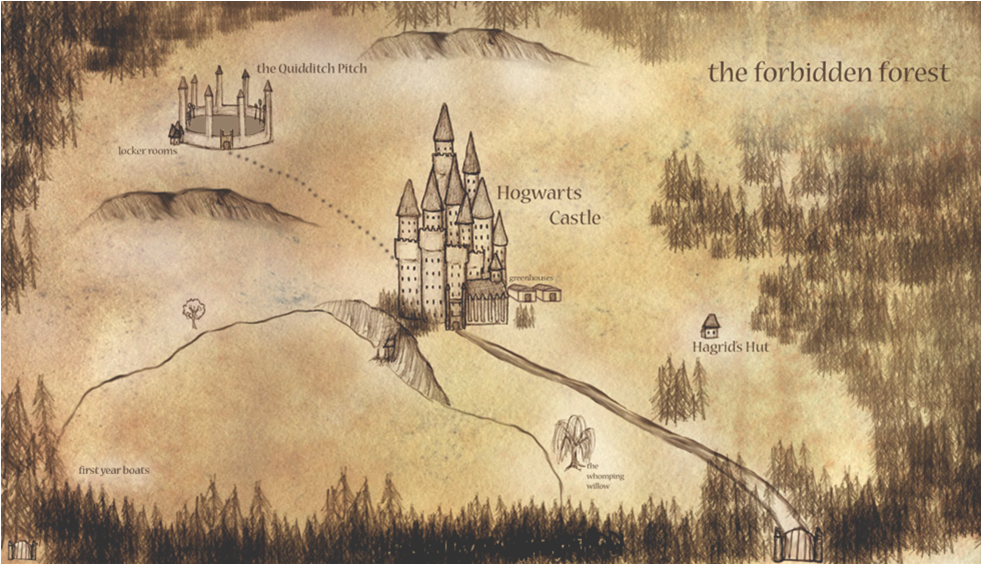 the Quidditch Pitch
the forbidden forest
locker rooms
Hogwarts
Castle
greenhouses
Hagrid's Hut
first year boats
the
whomping
willow